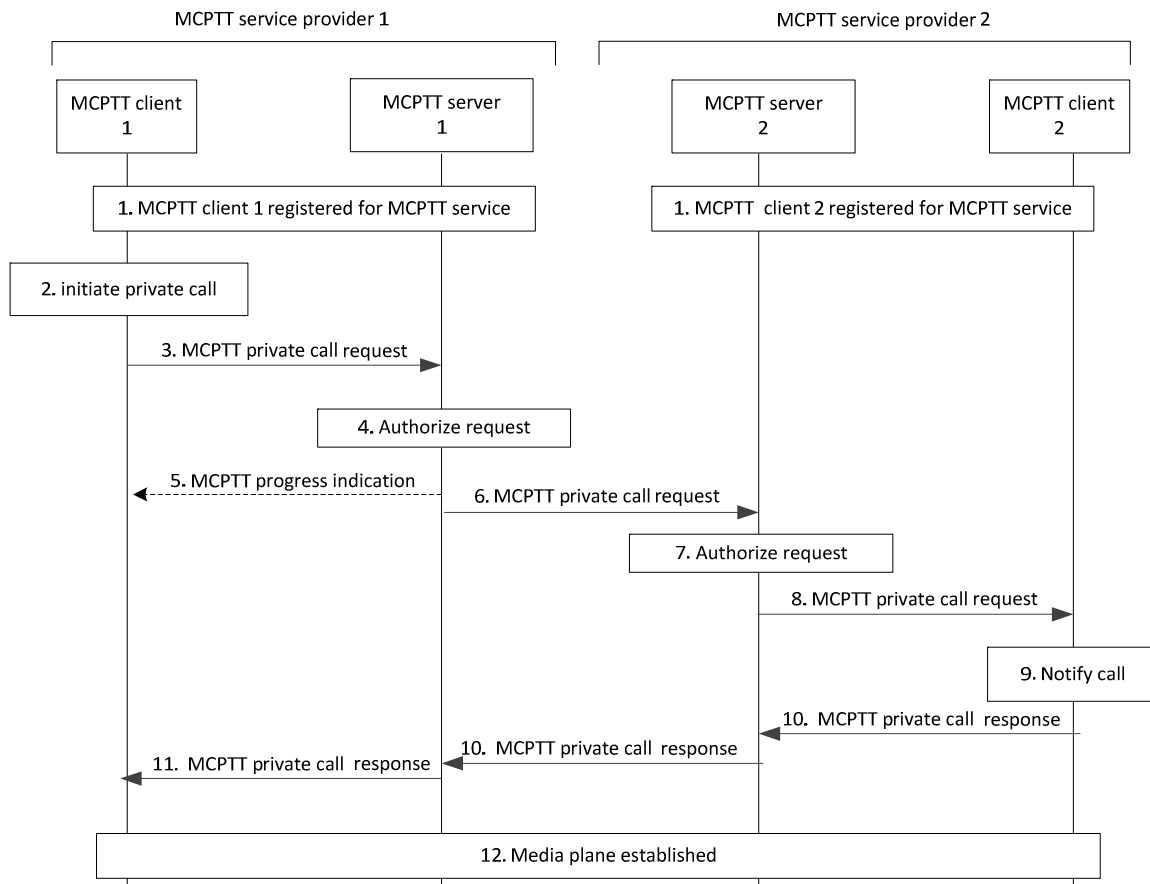 MCPTT service provider 1
MCPTT service provider 2
MCPTT client
1
MCPTT server
1
MCPTT server
2
MCPTT client
2
1. MCPTT client 1 registered for MCPTT service
1. MCPTT client 2 registered for MCPTT service
2. initiate private call
3. MCPTT private call request
4. Authorize request
5. MCPTT progress indication
6. MCPTT private call request
7. Authorize request
8. MCPTT private call request
9. Notify call
10. MCPTT private call response
10. MCPTT private call response
11. MCPTT private call response
12. Media plane established